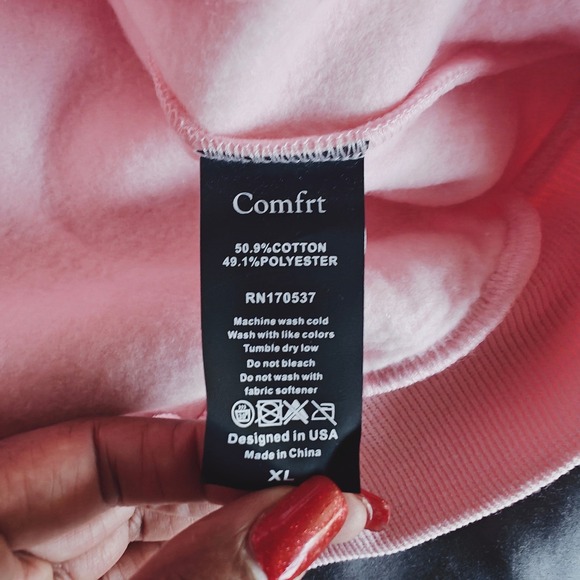 Comfrt
50.9%COTTON
49.1%POLYESTER
RN170537
Machine wash cold
Wash with like colors
Tumble dry low
Do not bleach
Do not wash with
fabric softener
Designed in USA
Made in China
XL